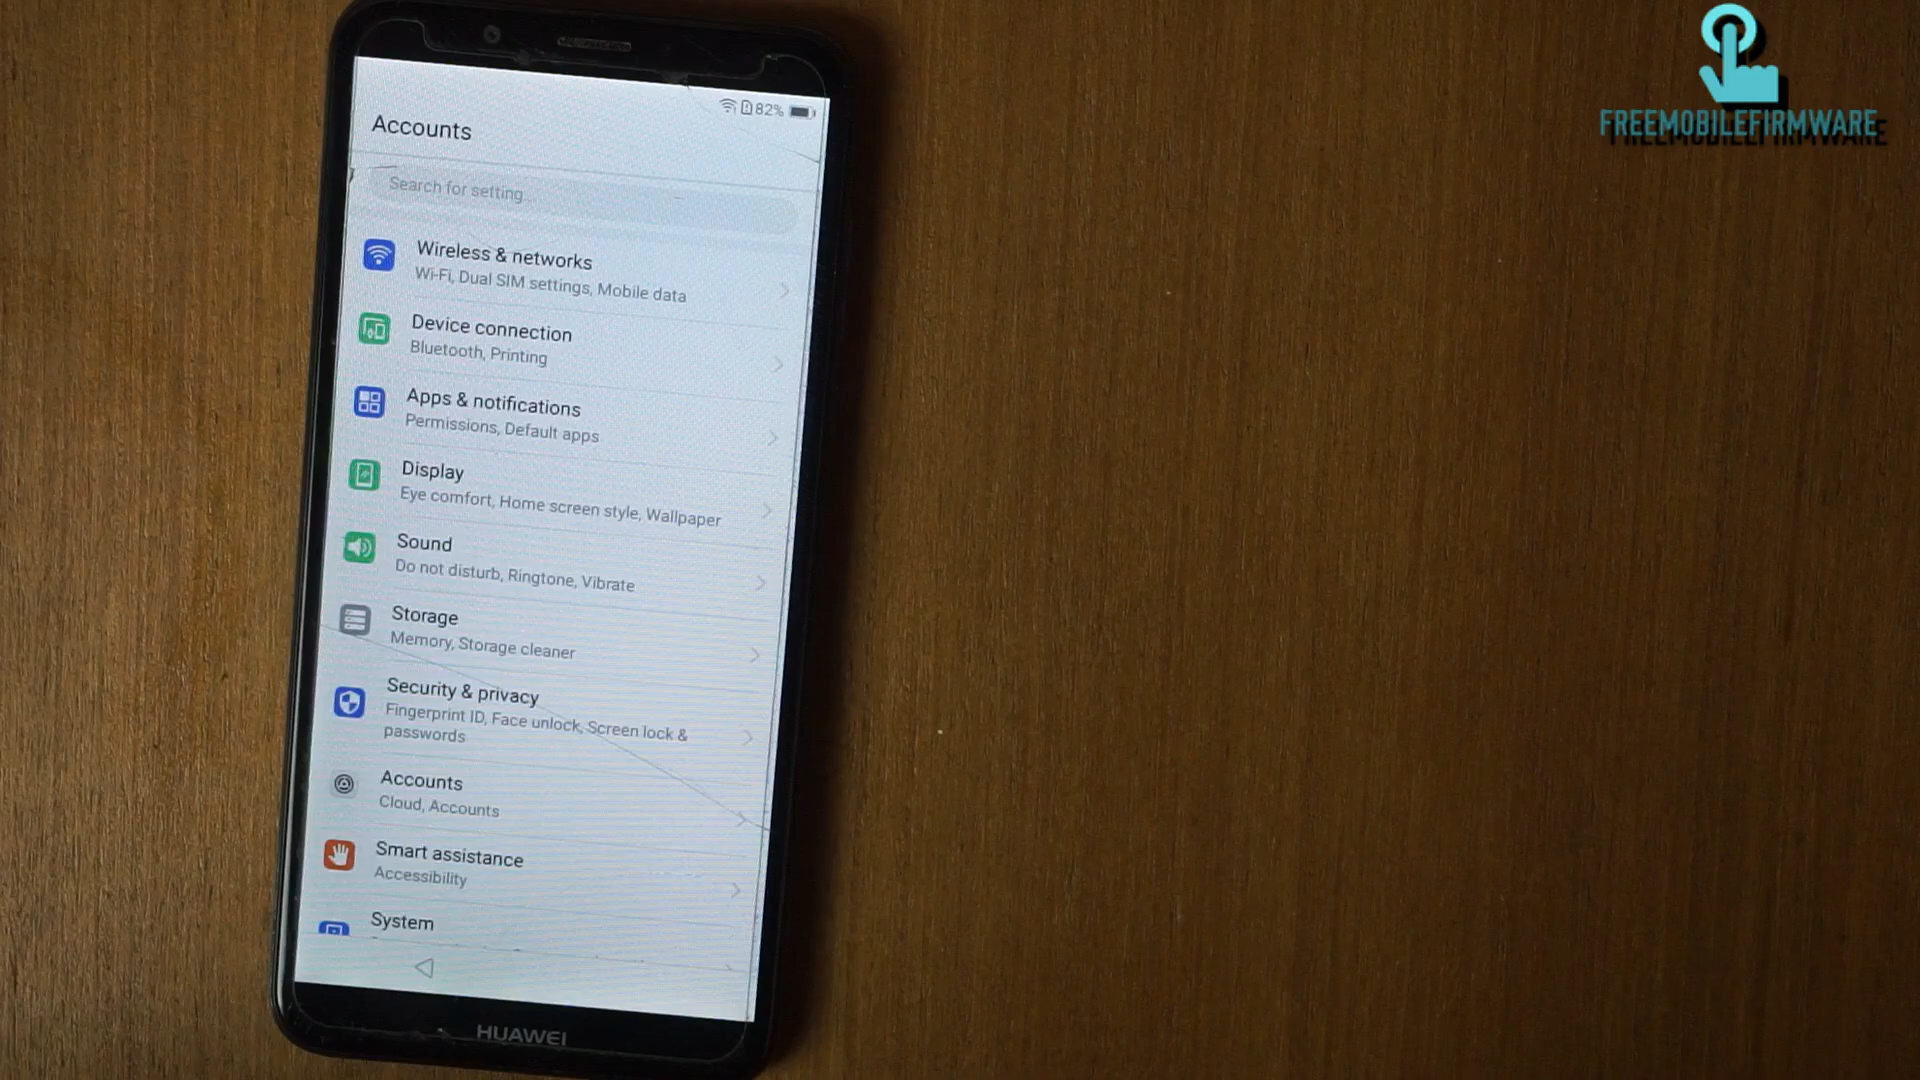 82%
Accounts
Search for setting...
Wireless & networks
Wi-Fi, Dual SIM settings, Mobile data
Device connection
Bluetooth, Printing
Apps & notifications
Permissions, Default apps
Display
Eye comfort, Home screen style, Wallpaper
Sound
Do not disturb, Ringtone, Vibrate
Storage
Memory, Storage cleaner
Security & privacy
Fingerprint ID, Face unlock, Screen lock &
passwords
Accounts
Cloud, Accounts
Smart assistance
Accessibility
System
HUAWEI
FREEMOBILEFIRMWARE